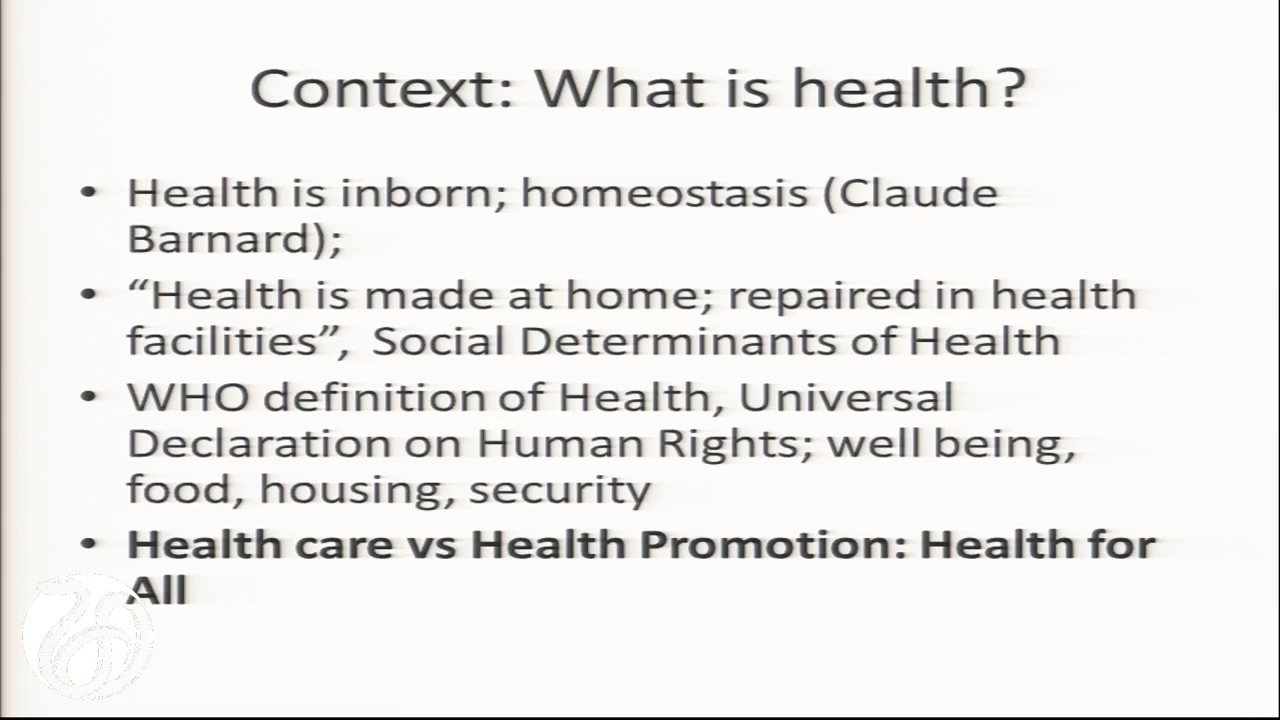 Context: What is health?
• Health is inborn; homeostasis (Claude
Barnard);
• “Health is made at home; repaired in health
facilities”, Social Determinants of Health
• WHO definition of Health, Universal
Declaration on Human Rights; well being,
food, housing, security
• Health care vs Health Promotion: Health for
All